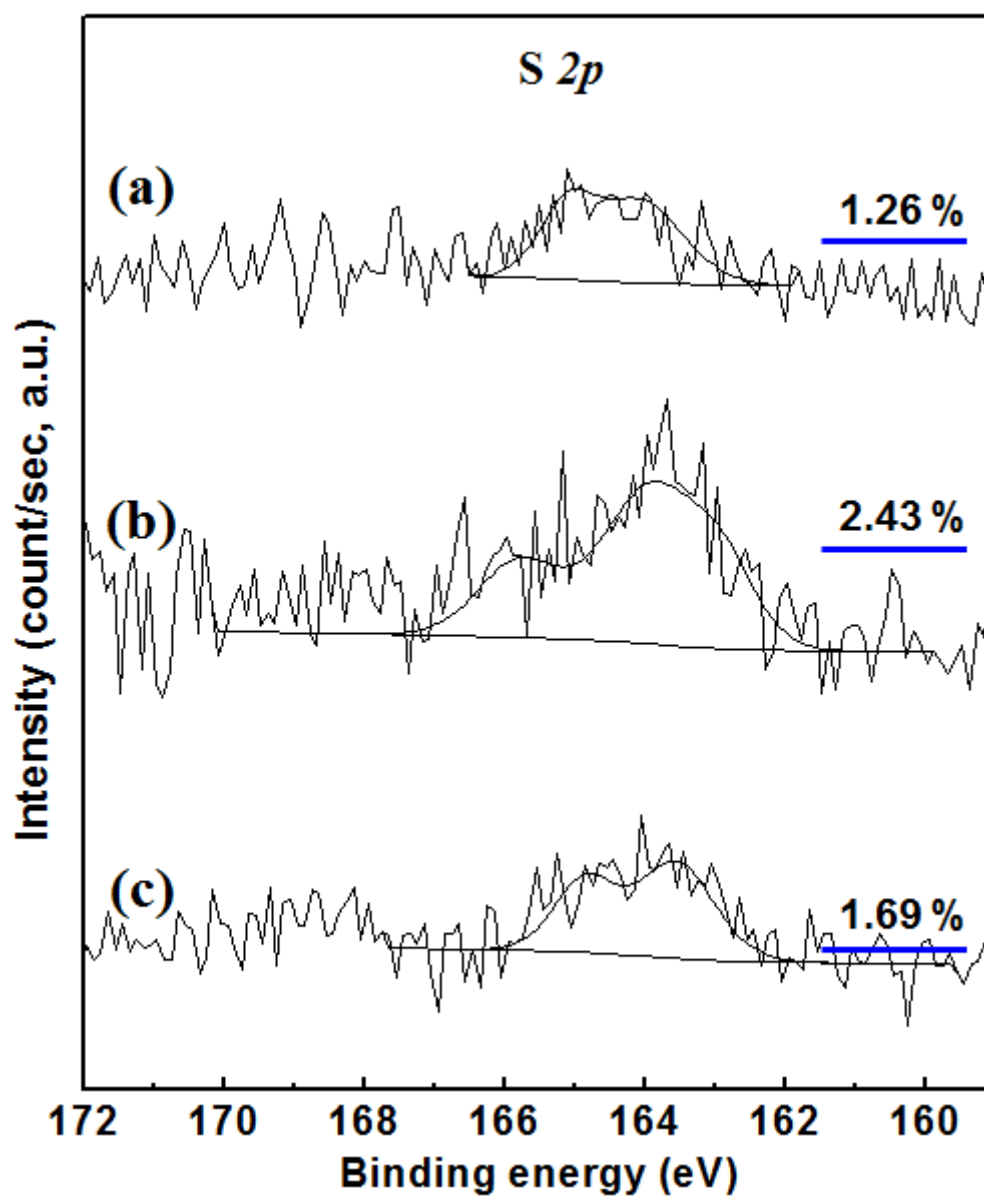 S 2p
(a)
1.26 %
(b)
2.43 %
(c)
1.69 %
Intensity (count/sec, a.u.)
172 170 168 166 164 162 160
Binding energy (eV)